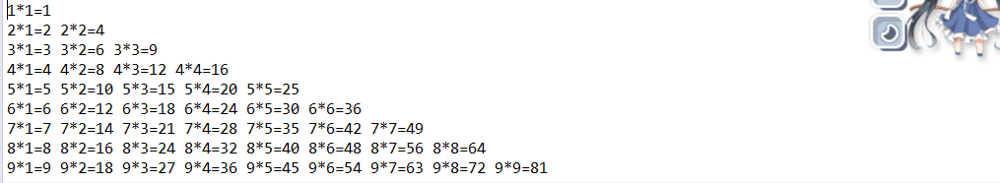 1*1=1
2*1=2 2*2=4
3*1=3 3*2=6 3*3=9
4*1=4 4*2=8 4*3=12 4*4=16
5*1=5 5*2=10 5*3=15 5*4=20 5*5=25
6*1=6 6*2=12 6*3=18 6*4=24 6*5=30 6*6=36
7*1=7 7*2=14 7*3=21 7*4=28 7*5=35 7*6=42 7*7=49
8*1=8 8*2=16 8*3=24 8*4=32 8*5=40 8*6=48 8*7=56 8*8=64
9*1=9 9*2=18 9*3=27 9*4=36 9*5=45 9*6=54 9*7=63 9*8=72 9*9=81